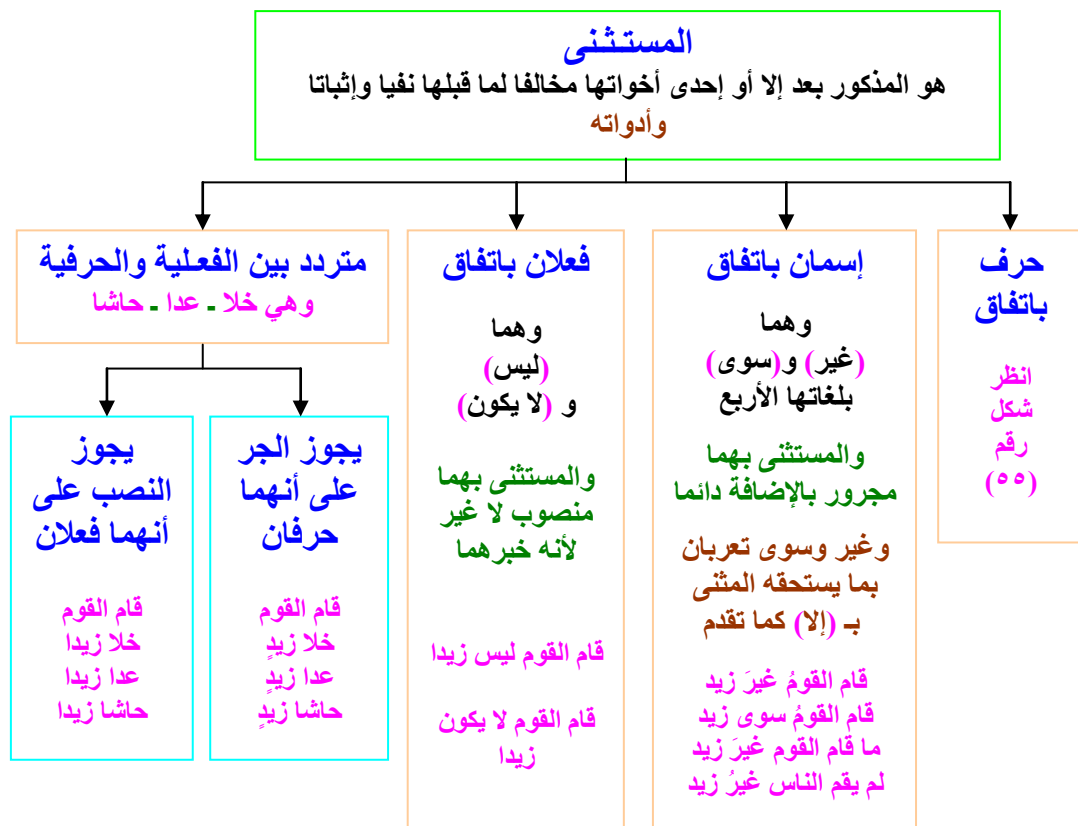 المستثنى
هو المذكور بعد إلا أو إحدى أخواتها مخالفا لما قبلها نفيا وإثباتا
وأدواته
حرف
باتفاق
انظر
شكل
رقم
(٥٥)
إسمان باتفاق
وهما
(غير) و(سوى)
بلغاتها الأربع
والمستثنى بهما
مجرور بالإضافة دائما
وغير وسوى تعربان
بما يستحقه المثنى
بـ (إلا) كما تقدم
قام القومُ غيرَ زيد
قام القومُ سوى زيد
ما قام القوم غيرَ زيد
لم يقم الناس غيرُ زيد
فعلان باتفاق
وهما
(ليس)
و (لا يكون)
والمستثنى بهما
منصوب لا غير
لأنه خبرهما
قام القوم ليس زيدا
قام القوم لا يكون
زيدا
متردد بين الفعلية والحرفية
وهي خلا ـ عدا ـ حاشا
يجوز الجر
على أنهما
حرفان
قام القوم
خلا زيدٍ
عدا زيدٍ
حاشا زيدٍ
يجوز
النصب على
أنهما فعلان
قام القوم
خلا زيدا
عدا زيدا
حاشا زيدا